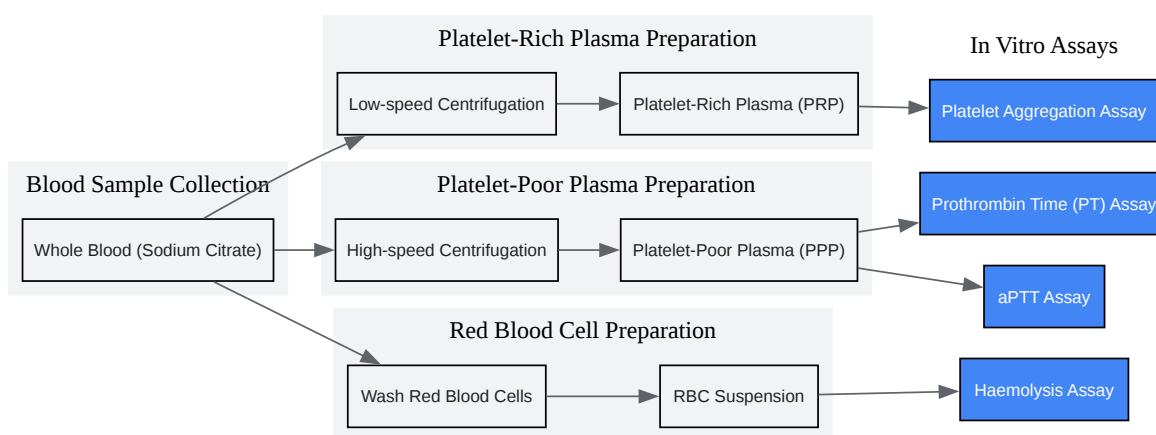 Platelet-Rich Plasma Preparation
In Vitro Assays
Low-speed Centrifugation
Platelet-Rich Plasma (PRP)
Platelet Aggregation Assay
Blood Sample Collection
Whole Blood (Sodium Citrate)
Platelet-Poor Plasma Preparation
High-speed Centrifugation
Platelet-Poor Plasma (PPP)
Prothrombin Time (PT) Assay
aPTT Assay
Red Blood Cell Preparation
Wash Red Blood Cells
RBC Suspension
Haemolysis Assay